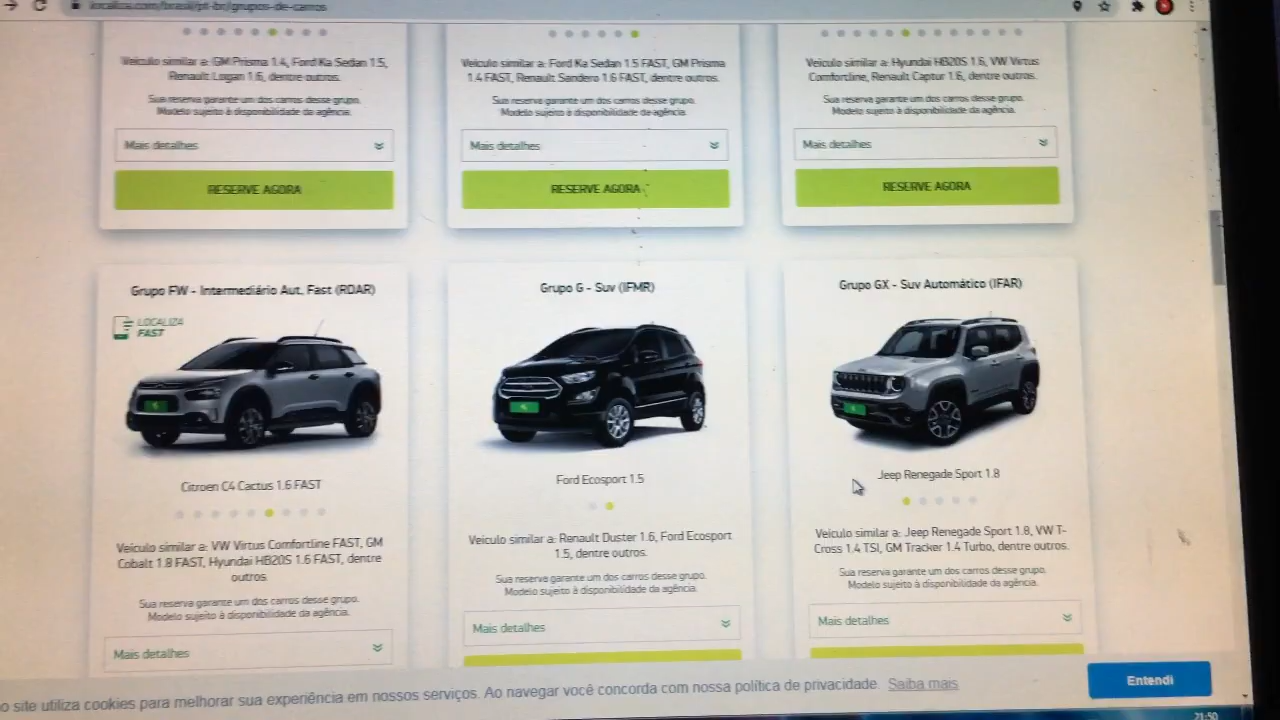 localiza.com/brasil/pt-br/grupos-de-carros
Veículo similar a: GM Prisma 1.4, Ford Ka Sedan 1.5,
Renault Logan 1.6, dentre outros.
Sua reserva garante um dos carros desse grupo.
Modelo sujeito à disponibilidade da agência.
Mais detalhes
RESERVE AGORA
Veículo similar a: Ford Ka Sedan 1.5 FAST, GM Prisma
1.4 FAST, Renault Sandero 1.6 FAST, dentre outros.
Sua reserva garante um dos carros desse grupo.
Modelo sujeito à disponibilidade da agência.
Mais detalhes
RESERVE AGORA
Veículo similar a: Hyundai HB20S 1.6, VW Virtus
Comfortline, Renault Captur 1.6, dentre outros.
Sua reserva garante um dos carros desse grupo.
Modelo sujeito à disponibilidade da agência.
Mais detalhes
RESERVE AGORA
Grupo FW - Intermediário Aut. Fast (RDAR)
LOCALIZA
FAST
Citroen C4 Cactus 1.6 FAST
Veículo similar a: VW Virtus Comfortline FAST, GM
Cobalt 1.8 FAST, Hyundai HB20S 1.6 FAST, dentre
outros.
Sua reserva garante um dos carros desse grupo.
Modelo sujeito à disponibilidade da agência.
Mais detalhes
Grupo G - Suv (IFMR)
Ford Ecosport 1.5
Veículo similar a: Renault Duster 1.6, Ford Ecosport
1.5, dentre outros.
Sua reserva garante um dos carros desse grupo.
Modelo sujeito à disponibilidade da agência.
Mais detalhes
Grupo GX - Suv Automático (IFAR)
Jeep Renegade Sport 1.8
Veículo similar a: Jeep Renegade Sport 1.8, VW T-
Cross 1.4 TSI, GM Tracker 1.4 Turbo, dentre outros.
Sua reserva garante um dos carros desse grupo.
Modelo sujeito à disponibilidade da agência.
Mais detalhes
o site utiliza cookies para melhorar sua experiência em nossos serviços. Ao navegar você concorda com nossa política de privacidade. Saiba mais
Entendi
21:50